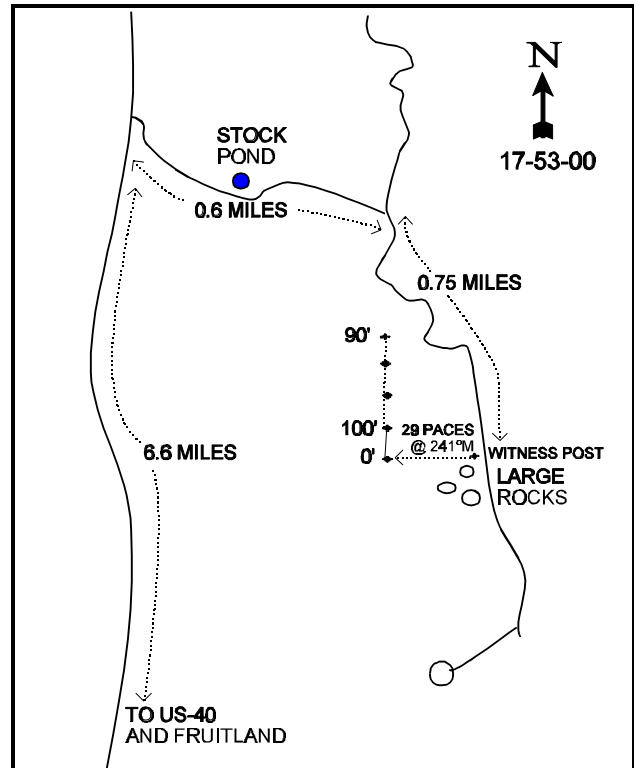 N
17-53-00
STOCK
POND
0.6 MILES
0.75 MILES
90'
100'
29 PACES
@ 241°M
0'
WITNESS POST
LARGE
ROCKS
6.6 MILES
TO US-40
AND FRUITLAND